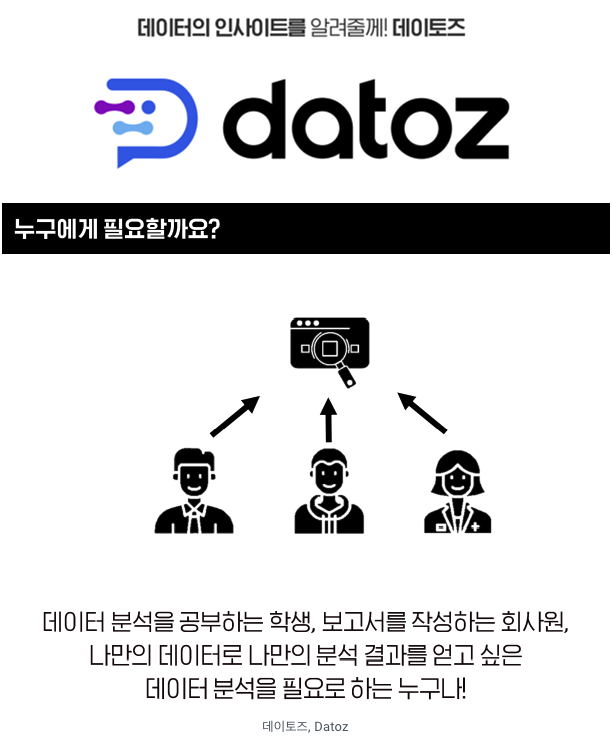 데이터의 인사이트를 알려줄께! 데이토즈
datoz
누구에게 필요할까요?
데이터 분석을 공부하는 학생, 보고서를 작성하는 회사원,
나만의 데이터로 나만의 분석 결과를 얻고 싶은
데이터 분석을 필요로 하는 누구나!
데이토즈, Datoz